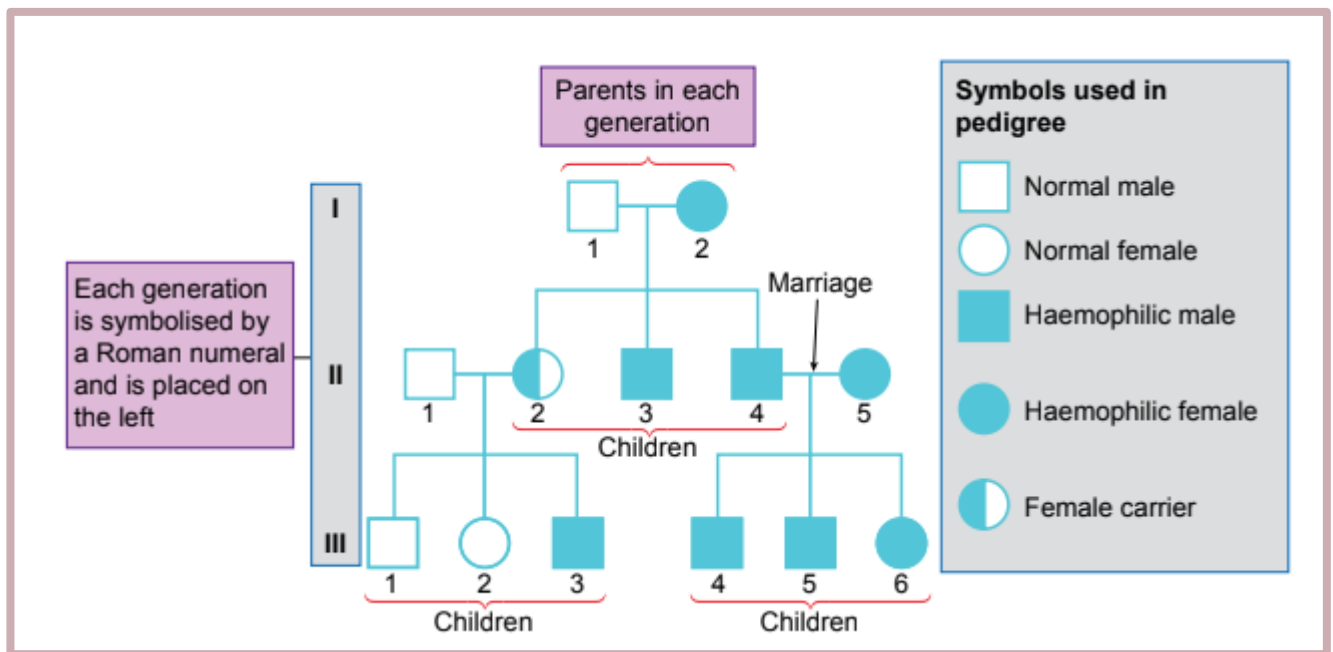 Parents in each
generation
I
1
2
Each generation
is symbolised by
a Roman numeral
and is placed on
the left
II
Marriage
1
2
3
4
5
Children
III
1
2
3
4
5
6
Children
Children
Symbols used in
pedigree
Normal male
Normal female
Haemophilic male
Haemophilic female
Female carrier